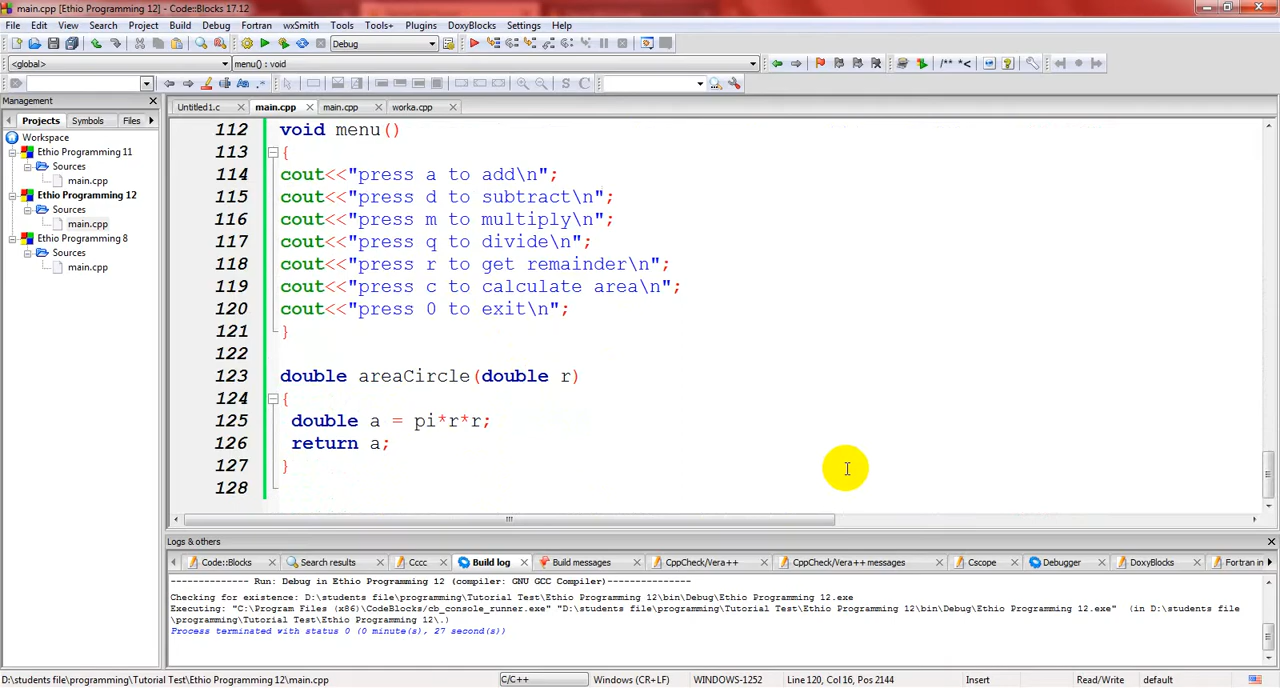 main.cpp [Ethio Programming 12] - Code::Blocks 17.12
File Edit View Search Project Build Debug Fortran wxSmith Tools Tools+ Plugins DoxyBlocks Settings Help
Debug
<global> menu() : void
/** *<
Aa .* S C
Management
Untitled1.c main.cpp main.cpp worka.cpp
Projects Symbols Files
Workspace
Ethio Programming 11
Sources
main.cpp
Ethio Programming 12
Sources
main.cpp
Ethio Programming 8
Sources
main.cpp
112 void menu()
113 {
114 cout<<"press a to add\n";
115 cout<<"press d to subtract\n";
116 cout<<"press m to multiply\n";
117 cout<<"press q to divide\n";
118 cout<<"press r to get remainder\n";
119 cout<<"press c to calculate area\n";
120 cout<<"press 0 to exit\n";
121 }
122
123 double areaCircle(double r)
124 {
125 double a = pi*r*r;
126 return a;
127 }
128
Logs & others
Code::Blocks Search results Cccc Build log Build messages CppCheck/Vera++ CppCheck/Vera++ messages Cscope Debugger DoxyBlocks Fortran in
-------------- Run: Debug in Ethio Programming 12 (compiler: GNU GCC Compiler)---------------
Checking for existence: D:\students file\programming\Tutorial Test\Ethio Programming 12\bin\Debug\Ethio Programming 12.exe
Executing: "C:\Program Files (x86)\CodeBlocks/cb_console_runner.exe" "D:\students file\programming\Tutorial Test\Ethio Programming 12\bin\Debug\Ethio Programming 12.exe" (in D:\students file
\programming\Tutorial Test\Ethio Programming 12\.)
Process terminated with status 0 (0 minute(s), 27 second(s))
D:\students file\programming\Tutorial Test\Ethio Programming 12\main.cpp C/C++ Windows (CR+LF) WINDOWS-1252 Line 120, Col 16, Pos 2144 Insert Read/Write default